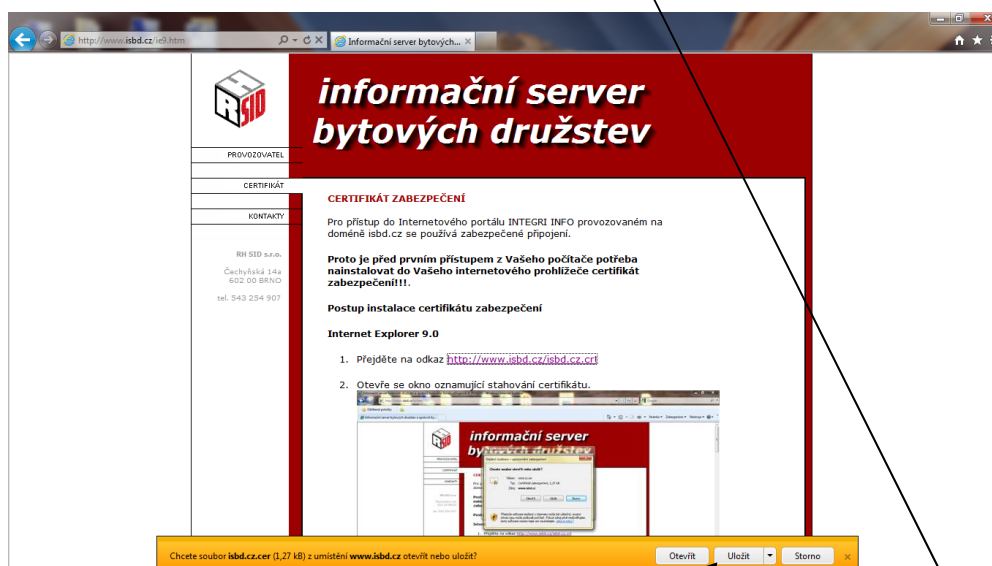 http://www.isbd.cz/ie9.htm
Informační server bytových...
RH
SID
informační server
bytových družstev
PROVOZOVATEL
CERTIFIKÁT
KONTAKTY
RH SID s.r.o.
Čechyňská 14a
602 00 BRNO
tel. 543 254 907
CERTIFIKÁT ZABEZPEČENÍ
Pro přístup do Internetového portálu INTEGRI INFO provozovaném na
doméně isbd.cz se používá zabezpečené připojení.
Proto je před prvním přístupem z Vašeho počítače potřeba
nainstalovat do Vašeho internetového prohlížeče certifikát
zabezpečení!!!.
Postup instalace certifikátu zabezpečení
Internet Explorer 9.0
1. Přejděte na odkaz http://www.isbd.cz/isbd.cz.crt
2. Otevře se okno oznamující stahování certifikátu.
informační server
bytových družstev
Chcete soubor isbd.cz.cer (1,27 kB) z umístění www.isbd.cz otevřít nebo uložit?
Otevřít
Uložit
Storno